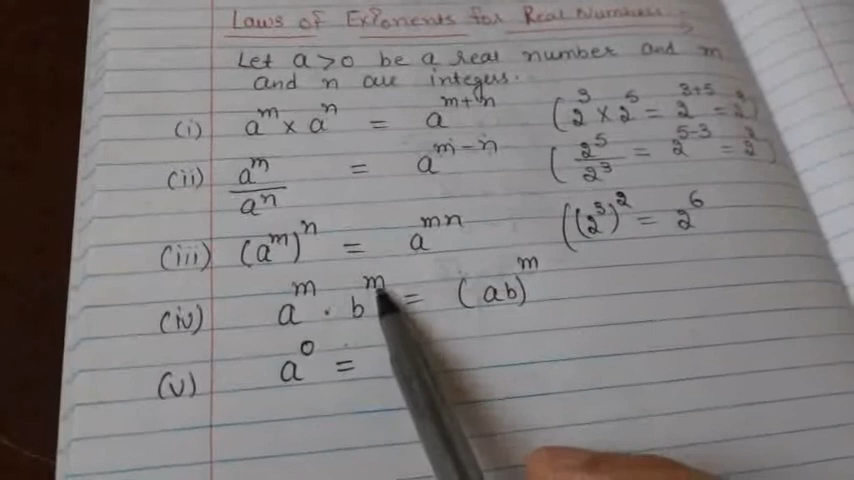 Laws of Exponents for Real Numbers
Let a > 0 be a real number and m
and n are integers.
(i) a^m × a^n = a^(m+n) (2^3 × 2^5 = 2^(3+5) = 2
(ii) a^m / a^n = a^(m-n) (2^5 / 2^3 = 2^(5-3) = 2^2)
(iii) (a^m)^n = a^(mn) ((2^3)^2 = 2^6
(iv) a^m · b^m = (ab)^m
(v) a^0 =